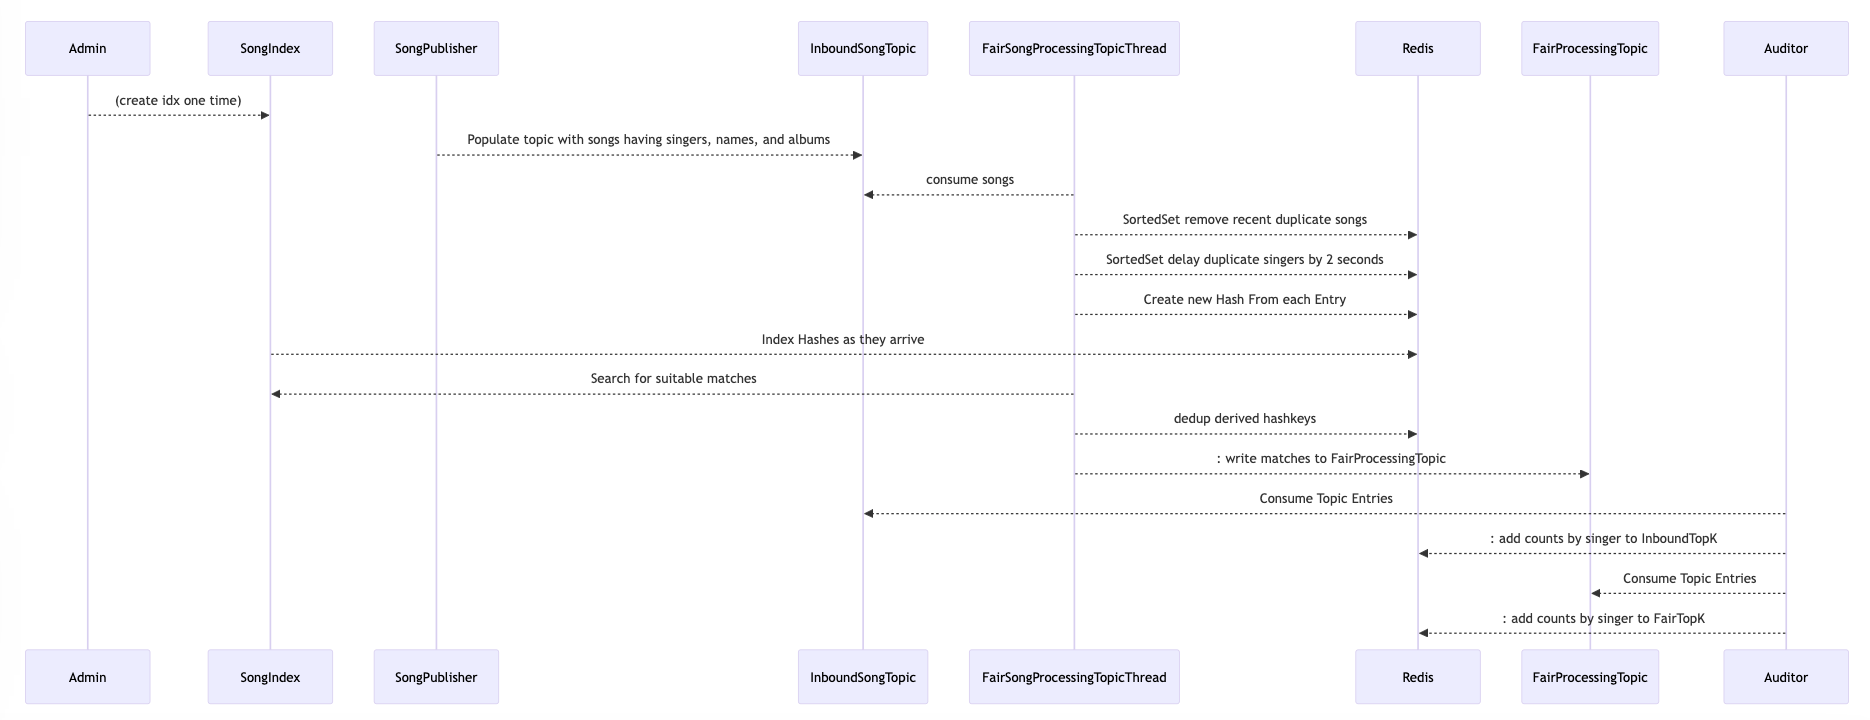 Admin
SongIndex
SongPublisher
InboundSongTopic
FairSongProcessingTopicThread
Redis
FairProcessingTopic
Auditor
(create idx one time)
Populate topic with songs having singers, names, and albums
consume songs
SortedSet remove recent duplicate songs
SortedSet delay duplicate singers by 2 seconds
Create new Hash From each Entry
Index Hashes as they arrive
Search for suitable matches
dedup derived hashkeys
: write matches to FairProcessingTopic
Consume Topic Entries
: add counts by singer to InboundTopK
Consume Topic Entries
: add counts by singer to FairTopK
Admin
SongIndex
SongPublisher
InboundSongTopic
FairSongProcessingTopicThread
Redis
FairProcessingTopic
Auditor